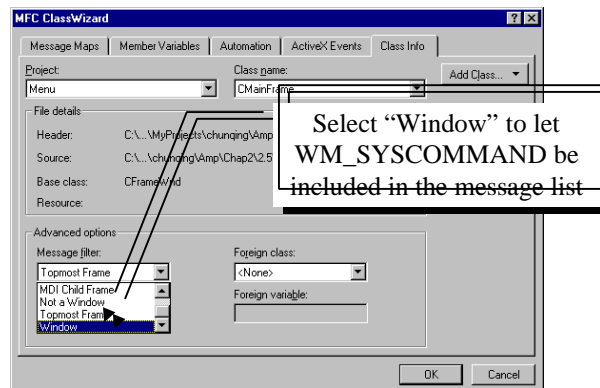 MFC ClassWizard
Message Maps Member Variables Automation ActiveX Events Class Info
Project: Class name: Add Class...
Menu CMainFrame
File details
Header: C:\...\MyProjects\chunqing\Amp
Source: C:\...\chunqing\Amp\Chap2\2.5
Base class: CFrameWnd
Resource:
Select “Window” to let
WM_SYSCOMMAND be
included in the message list
Advanced options
Message filter: Foreign class:
Topmost Frame <None>
MDI Child Frame
Not a Window Foreign variable:
Topmost Frame
Window
OK Cancel